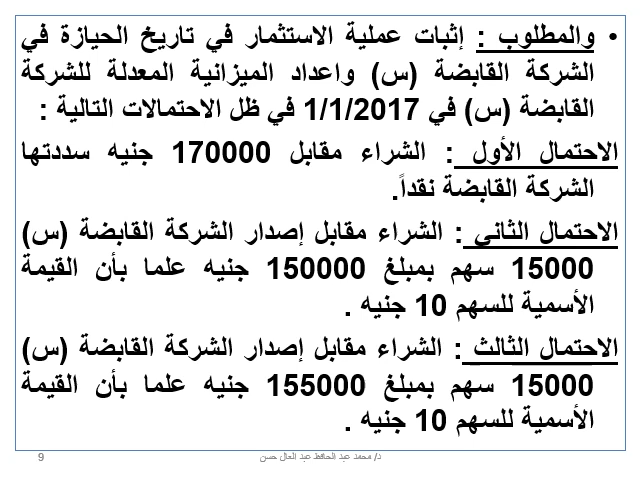 • والمطلوب : إثبات عملية الاستثمار في تاريخ الحيازة في
الشركة القابضة (س) واعداد الميزانية المعدلة للشركة
القابضة (س) في 1/1/2017 في ظل الاحتمالات التالية :
الاحتمال الأول : الشراء مقابل 170000 جنيه سددتها
الشركة القابضة نقداً.
الاحتمال الثاني : الشراء مقابل إصدار الشركة القابضة (س)
15000 سهم بمبلغ 150000 جنيه علما بأن القيمة
الأسمية للسهم 10 جنيه .
الاحتمال الثالث : الشراء مقابل إصدار الشركة القابضة (س)
15000 سهم بمبلغ 155000 جنيه علما بأن القيمة
الأسمية للسهم 10 جنيه .
د/ محمد عبد الحافظ عبد العال حسن
9